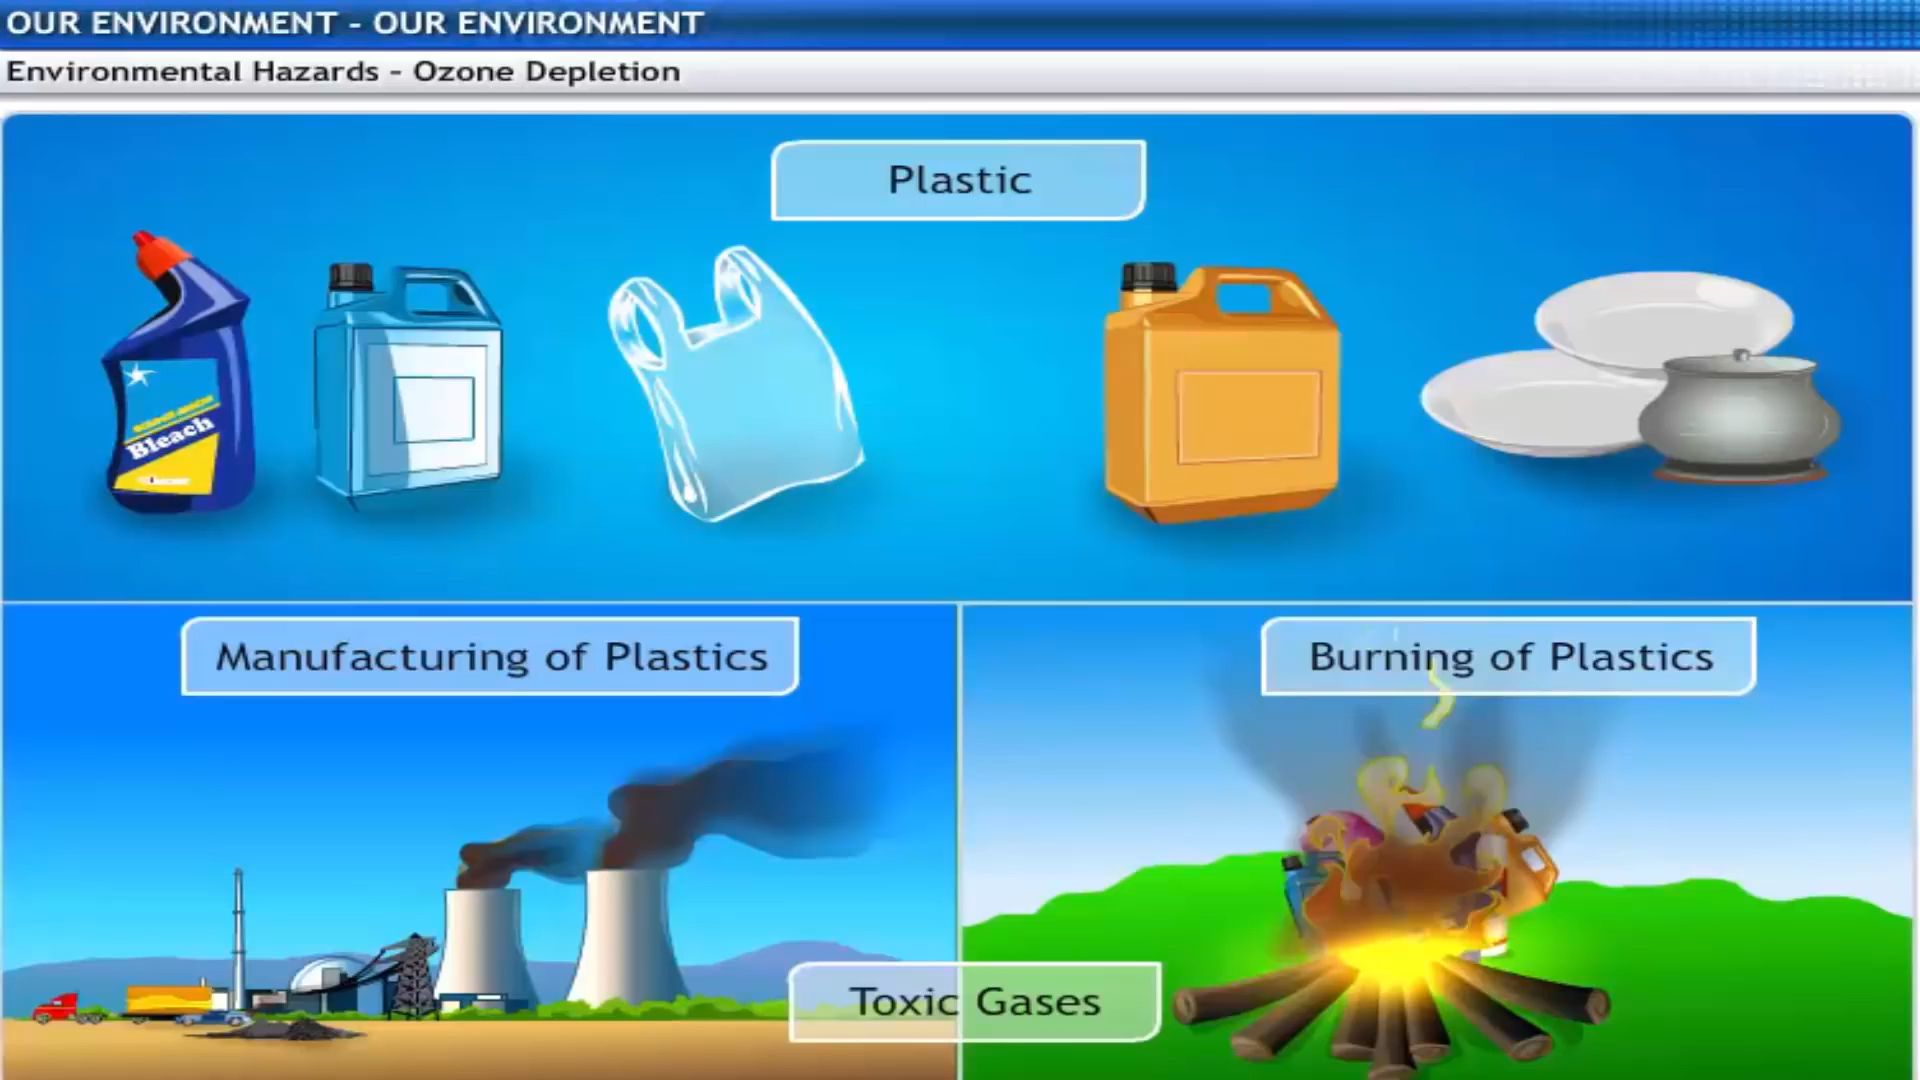 OUR ENVIRONMENT - OUR ENVIRONMENT
Environmental Hazards - Ozone Depletion
Plastic
Bleach
Manufacturing of Plastics
Burning of Plastics
Toxic Gases